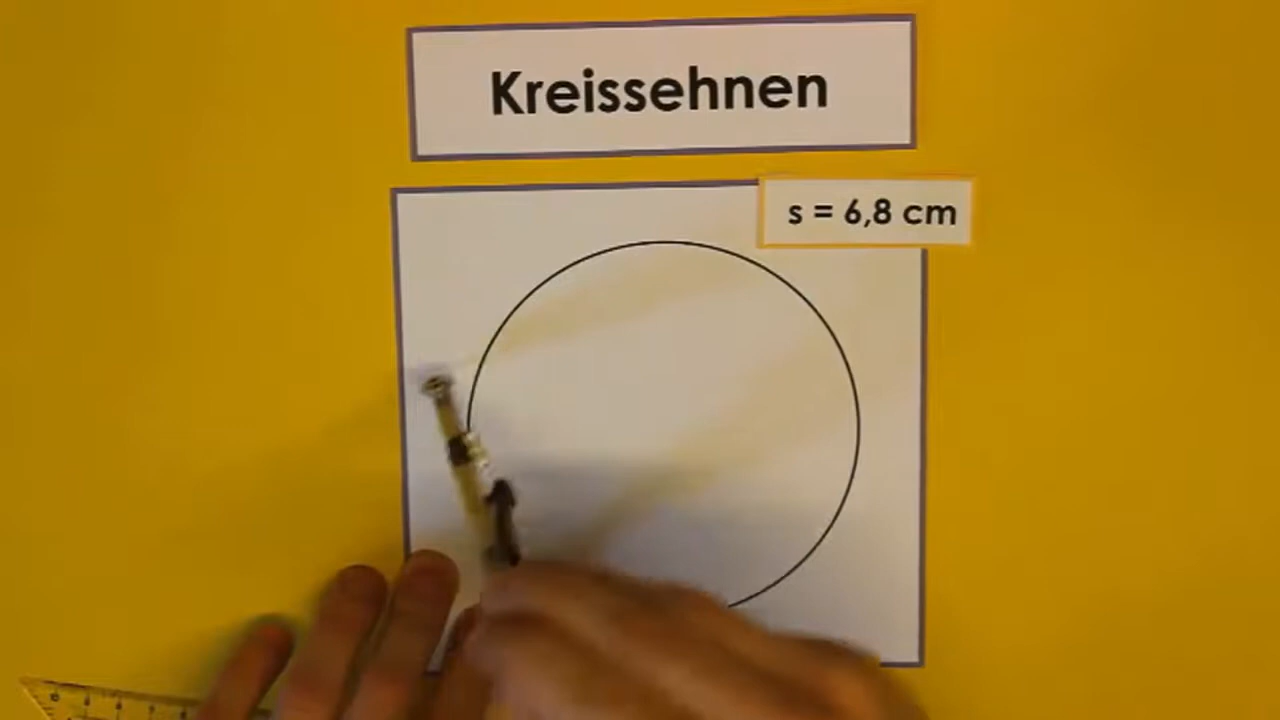 Kreissehnen
s = 6,8 cm